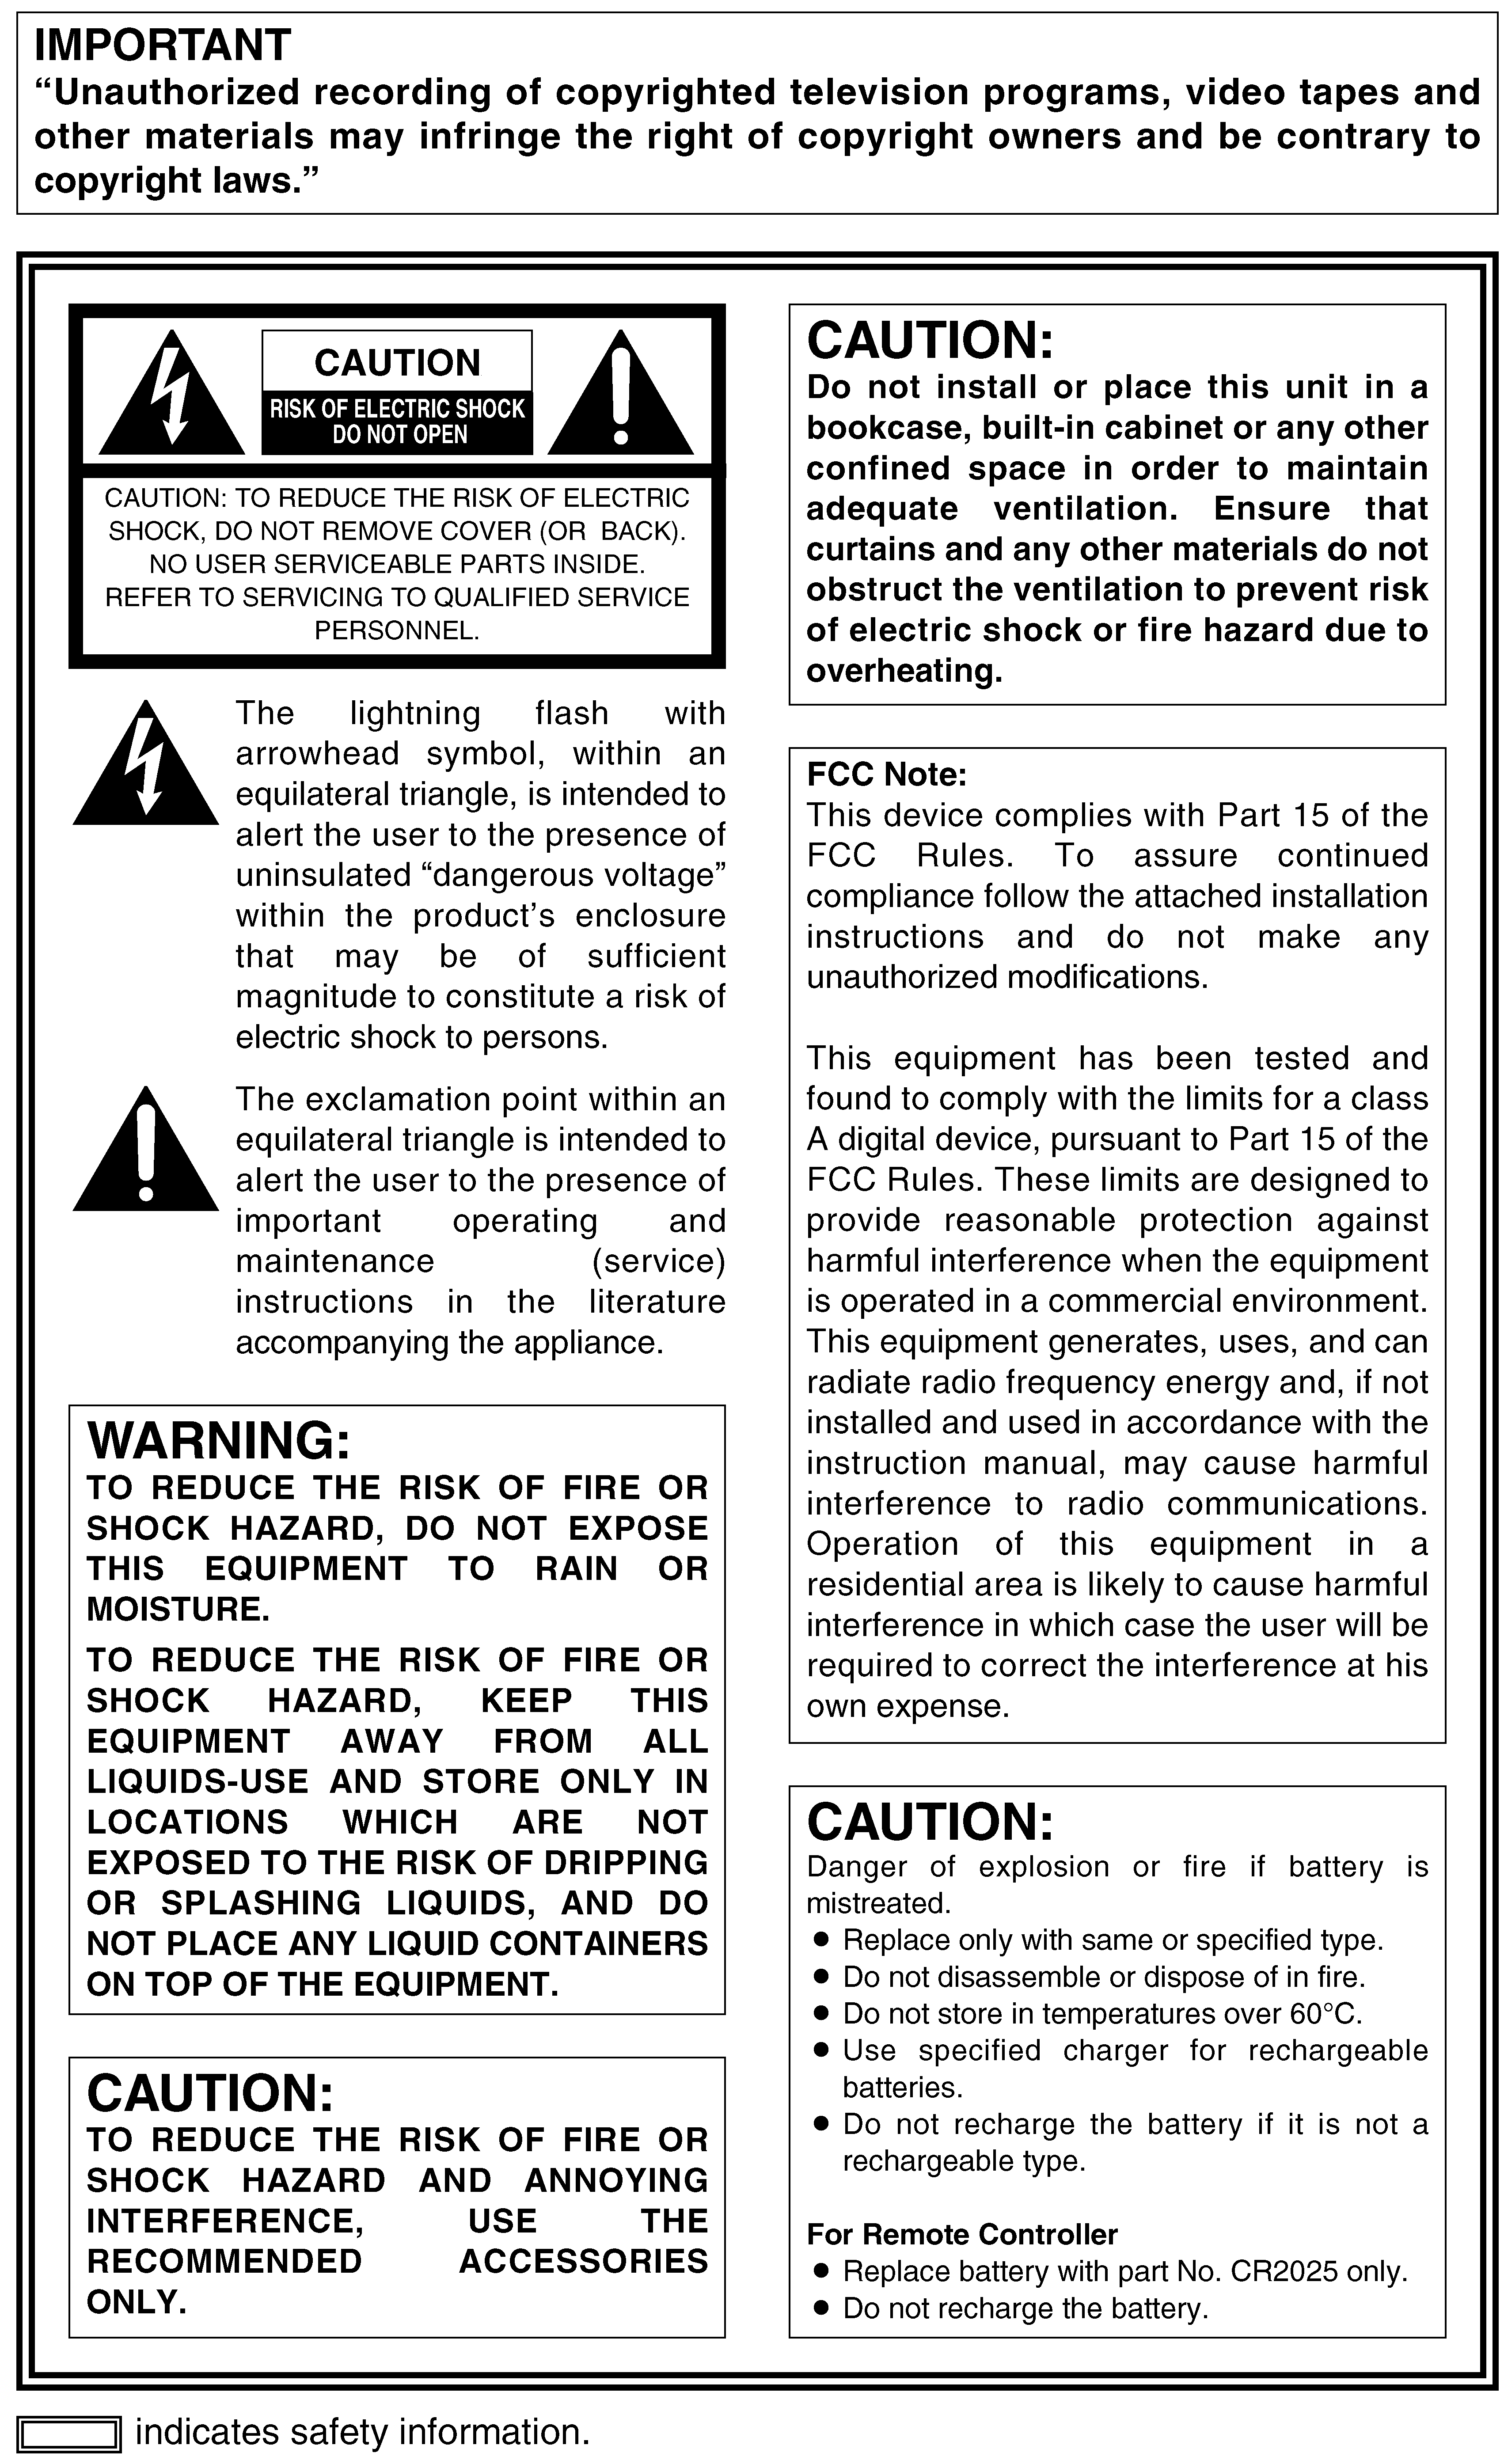 IMPORTANT
“Unauthorized recording of copyrighted television programs, video tapes and
other materials may infringe the right of copyright owners and be contrary to
copyright laws.”
CAUTION
RISK OF ELECTRIC SHOCK
DO NOT OPEN
CAUTION: TO REDUCE THE RISK OF ELECTRIC
SHOCK, DO NOT REMOVE COVER (OR BACK).
NO USER SERVICEABLE PARTS INSIDE.
REFER TO SERVICING TO QUALIFIED SERVICE
PERSONNEL.
The lightning flash with
arrowhead symbol, within an
equilateral triangle, is intended to
alert the user to the presence of
uninsulated “dangerous voltage”
within the product’s enclosure
that may be of sufficient
magnitude to constitute a risk of
electric shock to persons.
The exclamation point within an
equilateral triangle is intended to
alert the user to the presence of
important operating and
maintenance (service)
instructions in the literature
accompanying the appliance.
WARNING:
TO REDUCE THE RISK OF FIRE OR
SHOCK HAZARD, DO NOT EXPOSE
THIS EQUIPMENT TO RAIN OR
MOISTURE.
TO REDUCE THE RISK OF FIRE OR
SHOCK HAZARD, KEEP THIS
EQUIPMENT AWAY FROM ALL
LIQUIDS-USE AND STORE ONLY IN
LOCATIONS WHICH ARE NOT
EXPOSED TO THE RISK OF DRIPPING
OR SPLASHING LIQUIDS, AND DO
NOT PLACE ANY LIQUID CONTAINERS
ON TOP OF THE EQUIPMENT.
CAUTION:
TO REDUCE THE RISK OF FIRE OR
SHOCK HAZARD AND ANNOYING
INTERFERENCE, USE THE
RECOMMENDED ACCESSORIES
ONLY.
CAUTION:
Do not install or place this unit in a
bookcase, built-in cabinet or any other
confined space in order to maintain
adequate ventilation. Ensure that
curtains and any other materials do not
obstruct the ventilation to prevent risk
of electric shock or fire hazard due to
overheating.
FCC Note:
This device complies with Part 15 of the
FCC Rules. To assure continued
compliance follow the attached installation
instructions and do not make any
unauthorized modifications.
This equipment has been tested and
found to comply with the limits for a class
A digital device, pursuant to Part 15 of the
FCC Rules. These limits are designed to
provide reasonable protection against
harmful interference when the equipment
is operated in a commercial environment.
This equipment generates, uses, and can
radiate radio frequency energy and, if not
installed and used in accordance with the
instruction manual, may cause harmful
interference to radio communications.
Operation of this equipment in a
residential area is likely to cause harmful
interference in which case the user will be
required to correct the interference at his
own expense.
CAUTION:
Danger of explosion or fire if battery is
mistreated.
● Replace only with same or specified type.
● Do not disassemble or dispose of in fire.
● Do not store in temperatures over 60°C.
● Use specified charger for rechargeable
batteries.
● Do not recharge the battery if it is not a
rechargeable type.
For Remote Controller
● Replace battery with part No. CR2025 only.
● Do not recharge the battery.
indicates safety information.